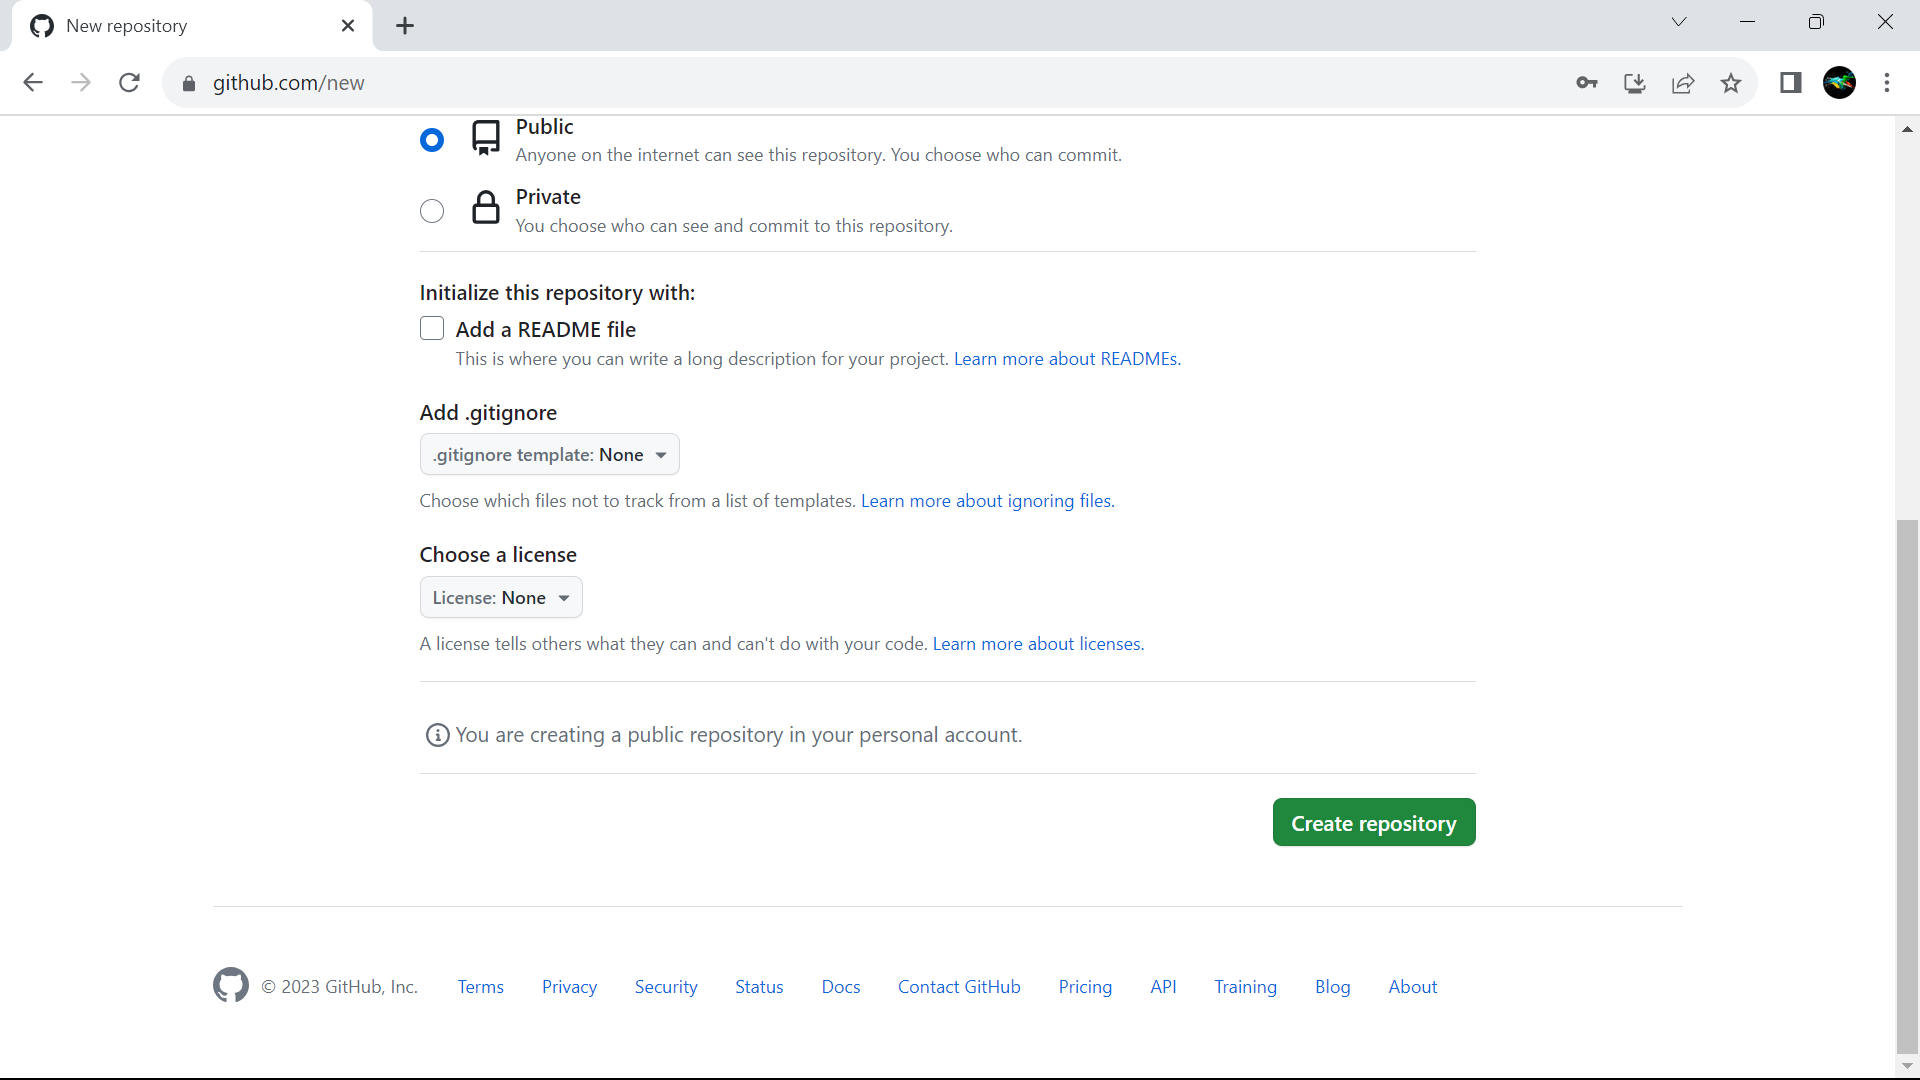 New repository
github.com/new
Public
Anyone on the internet can see this repository. You choose who can commit.
Private
You choose who can see and commit to this repository.
Initialize this repository with:
Add a README file
This is where you can write a long description for your project. Learn more about READMEs.
Add .gitignore
.gitignore template: None
Choose which files not to track from a list of templates. Learn more about ignoring files.
Choose a license
License: None
A license tells others what they can and can't do with your code. Learn more about licenses.
You are creating a public repository in your personal account.
Create repository
© 2023 GitHub, Inc. Terms Privacy Security Status Docs Contact GitHub Pricing API Training Blog About